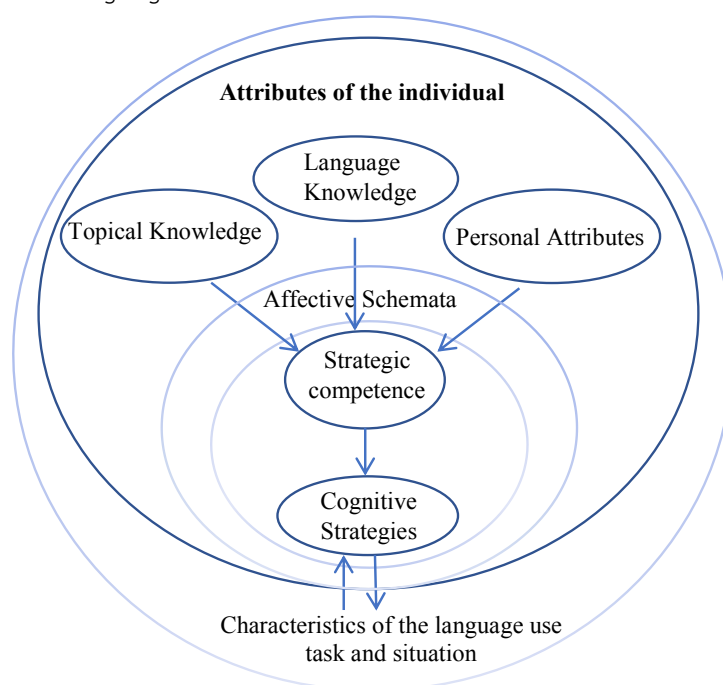 Attributes of the individual
Language
Knowledge
Topical Knowledge
Personal Attributes
Affective Schemata
Strategic
competence
Cognitive
Strategies
Characteristics of the language use
task and situation